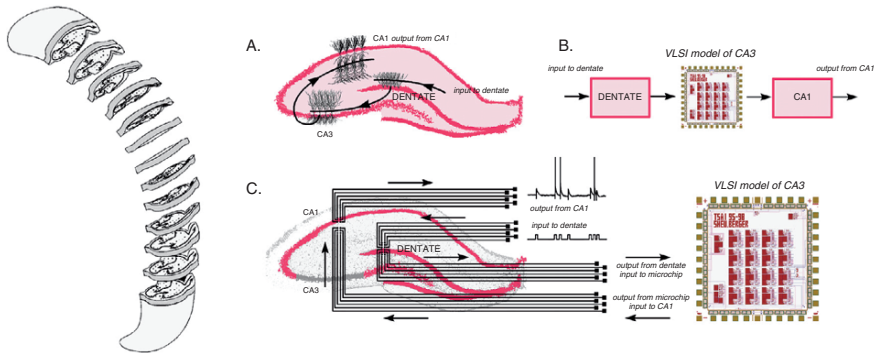 A.
CA1 output from CA1
input to dentate
DENTATE
CA3
B.
VLSI model of CA3
input to dentate
output from CA1
DENTATE
CA1
C.
CA1
output from CA1
input to dentate
DENTATE
CA3
output from dentate
input to microchip
output from microchip
input to CA1
VLSI model of CA3